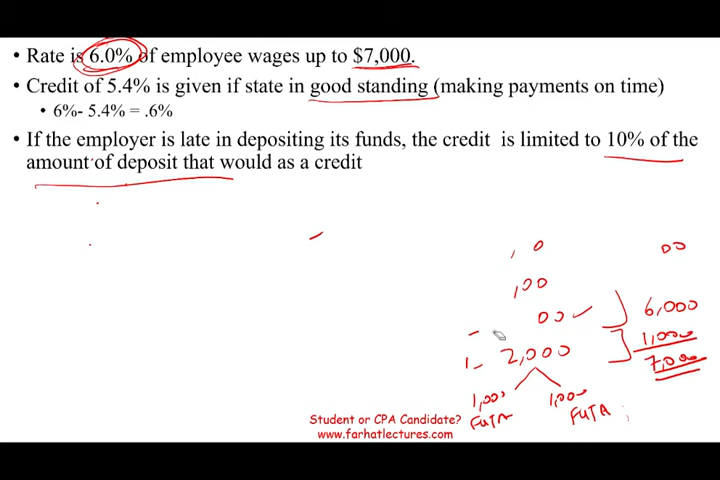 • Rate is 6.0% of employee wages up to $7,000.
• Credit of 5.4% is given if state in good standing (making payments on time)
• 6%- 5.4% = .6%
• If the employer is late in depositing its funds, the credit is limited to 10% of the
amount of deposit that would as a credit
6,000
2,000
1,000
7,000
1,000 1,000
FUTA FUTA
Student or CPA Candidate?
www.farhatlectures.com